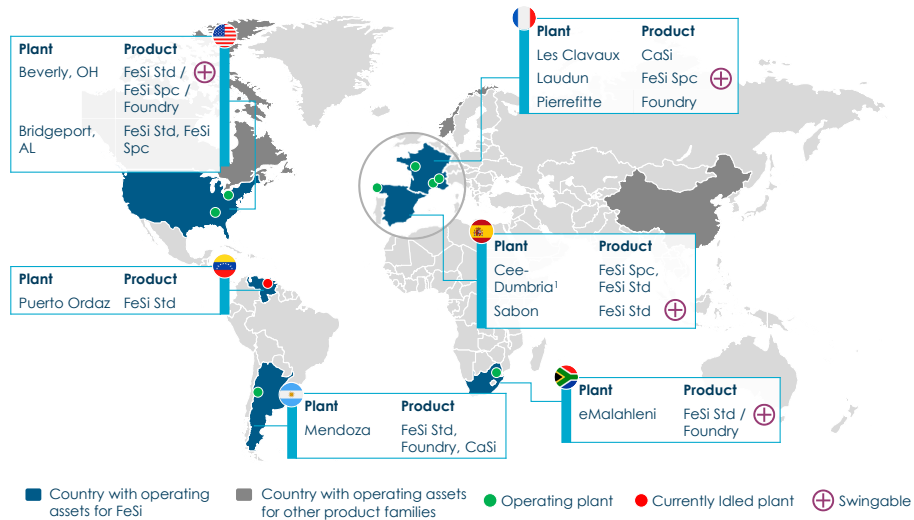 Plant Product
Beverly, OH FeSi Std /
FeSi Spc /
Foundry
Bridgeport, FeSi Std, FeSi
AL Spc
Plant Product
Les Clavaux CaSi
Laudun FeSi Spc
Pierrefitte Foundry
Plant Product
Cee- FeSi Spc,
Dumbria¹ FeSi Std
Sabon FeSi Std
Plant Product
Puerto Ordaz FeSi Std
Plant Product
Mendoza FeSi Std,
Foundry, CaSi
Plant Product
eMalahleni FeSi Std /
Foundry
Country with operating
assets for FeSi
Country with operating assets
for other product families
Operating plant
Currently Idled plant
Swingable